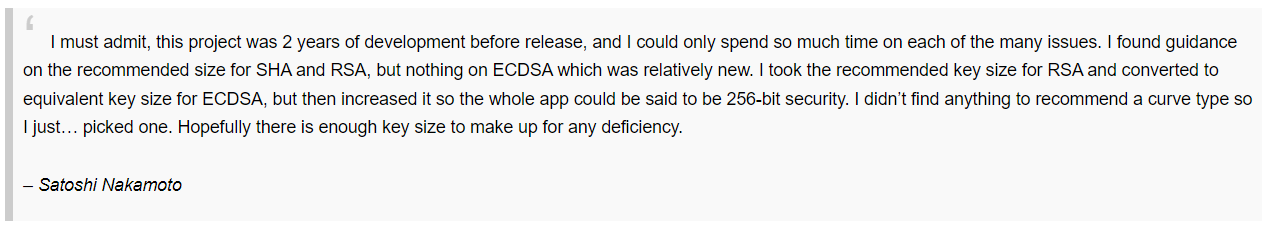 ‘
I must admit, this project was 2 years of development before release, and I could only spend so much time on each of the many issues. I found guidance
on the recommended size for SHA and RSA, but nothing on ECDSA which was relatively new. I took the recommended key size for RSA and converted to
equivalent key size for ECDSA, but then increased it so the whole app could be said to be 256-bit security. I didn’t find anything to recommend a curve type so
I just… picked one. Hopefully there is enough key size to make up for any deficiency.
– Satoshi Nakamoto